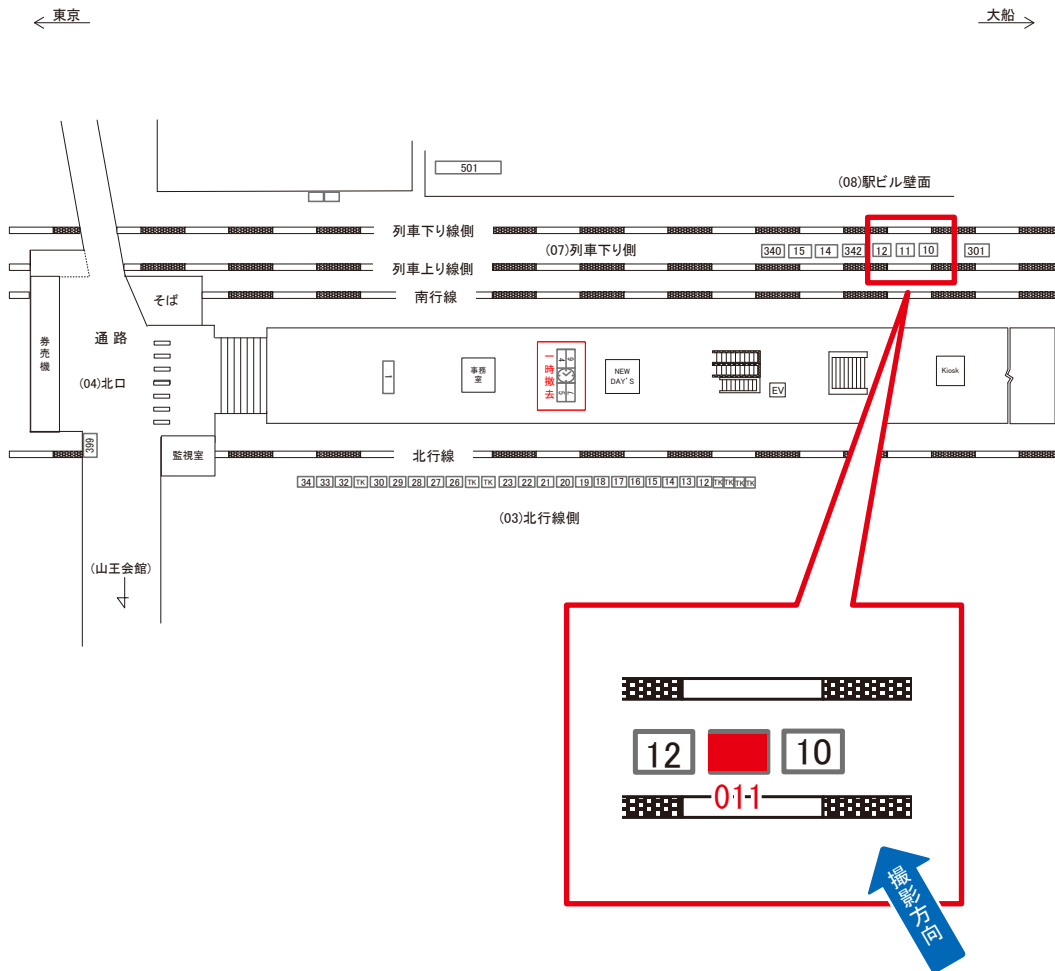 東京
大船
501
(08)駅ビル壁面
列車下り線側
(07)列車下り側
340 15 14 342 12 11 10 301
列車上り線側
南行線
そば
券売機
通路
(04)北口
1
事務
室
一時撤去
9 4
7 5
NEW
DAY'S
EV
Kiosk
399
監視室
北行線
34 33 32 TK 30 29 28 27 26 TK TK 23 22 21 20 19 18 17 16 15 14 13 12 TK TK TK TK
(03)北行線側
(山王会館)
12 10
011
撮影方向